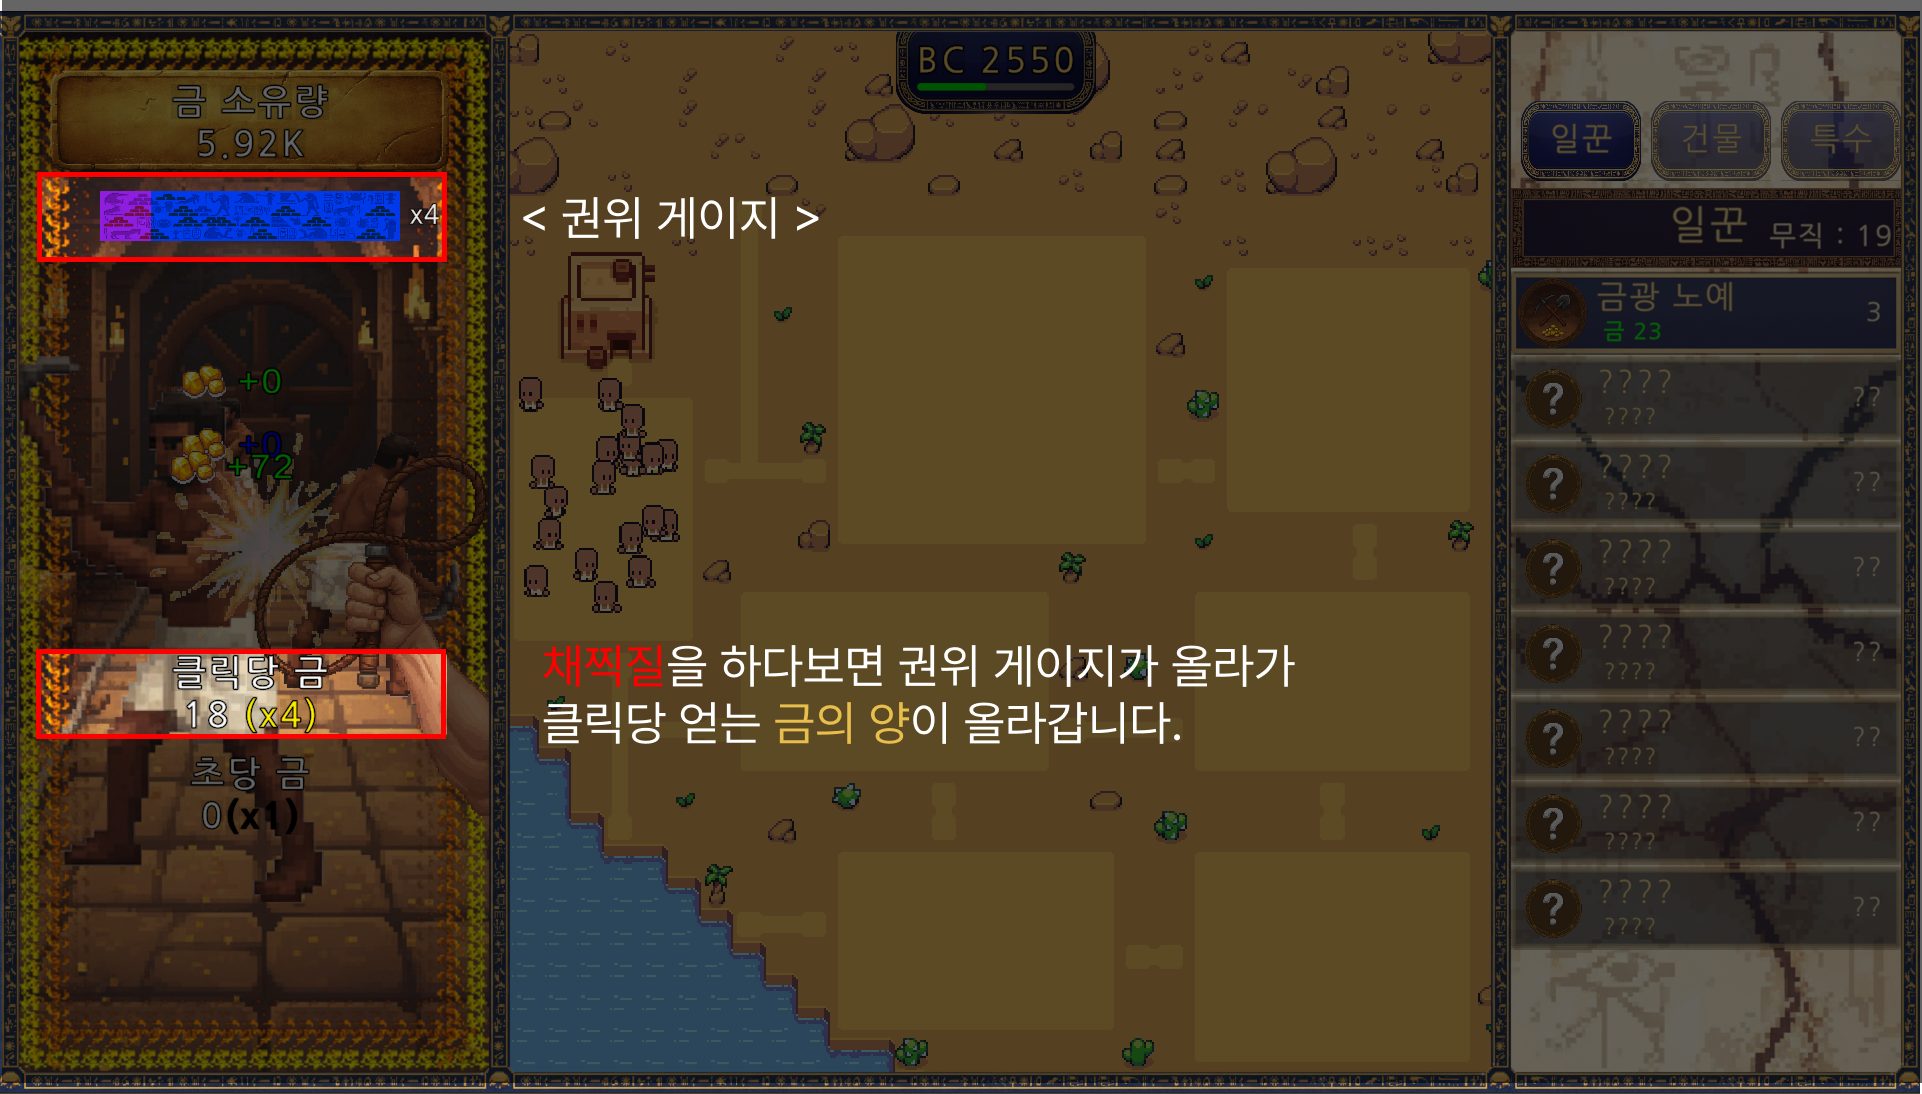 금 소유량
5.92K
x4
+0
+0
+72
클릭당 금
18 (x4)
초당 금
0(x1)
BC 2550
< 권위 게이지 >
채찍질을 하다보면 권위 게이지가 올라가
클릭당 얻는 금의 양이 올라갑니다.
일꾼
건물
특수
일꾼 무직 : 19
금광 노예
금 23
3
?
????
????
??
?
????
????
??
?
????
????
??
?
????
????
??
?
????
????
??
?
????
????
??
?
????
????
??